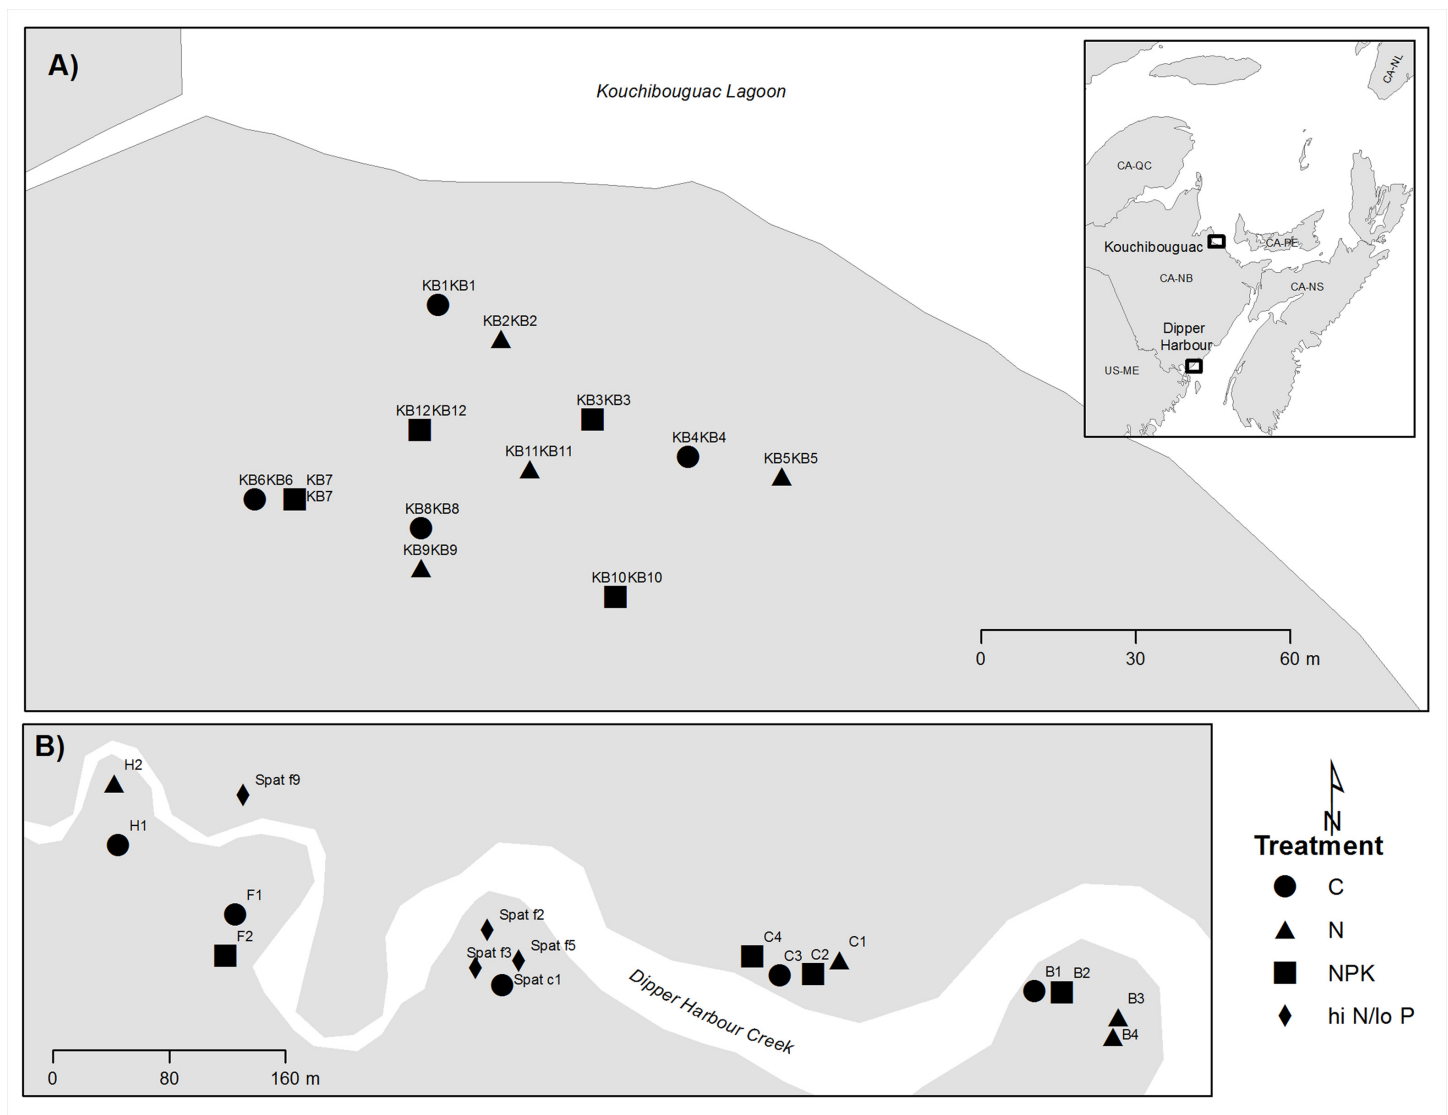 A)
Kouchibouguac Lagoon
CA-NL
CA-QC
Kouchibouguac
CA-PE
CA-NB
CA-NS
Dipper
Harbour
US-ME
KB1KB1
KB2KB2
KB3KB3
KB12KB12
KB4KB4
KB11KB11
KB5KB5
KB6KB6 KB7
KB7
KB8KB8
KB9KB9
KB10KB10
0 30 60 m
B)
H2
Spat f9
H1
F1
F2
Spat f2
Spat f3
Spat f5
Spat c1
C4
C3
C2
C1
Dipper Harbour Creek
B1
B2
B3
B4
0 80 160 m
N
Treatment
C
N
NPK
hi N/lo P